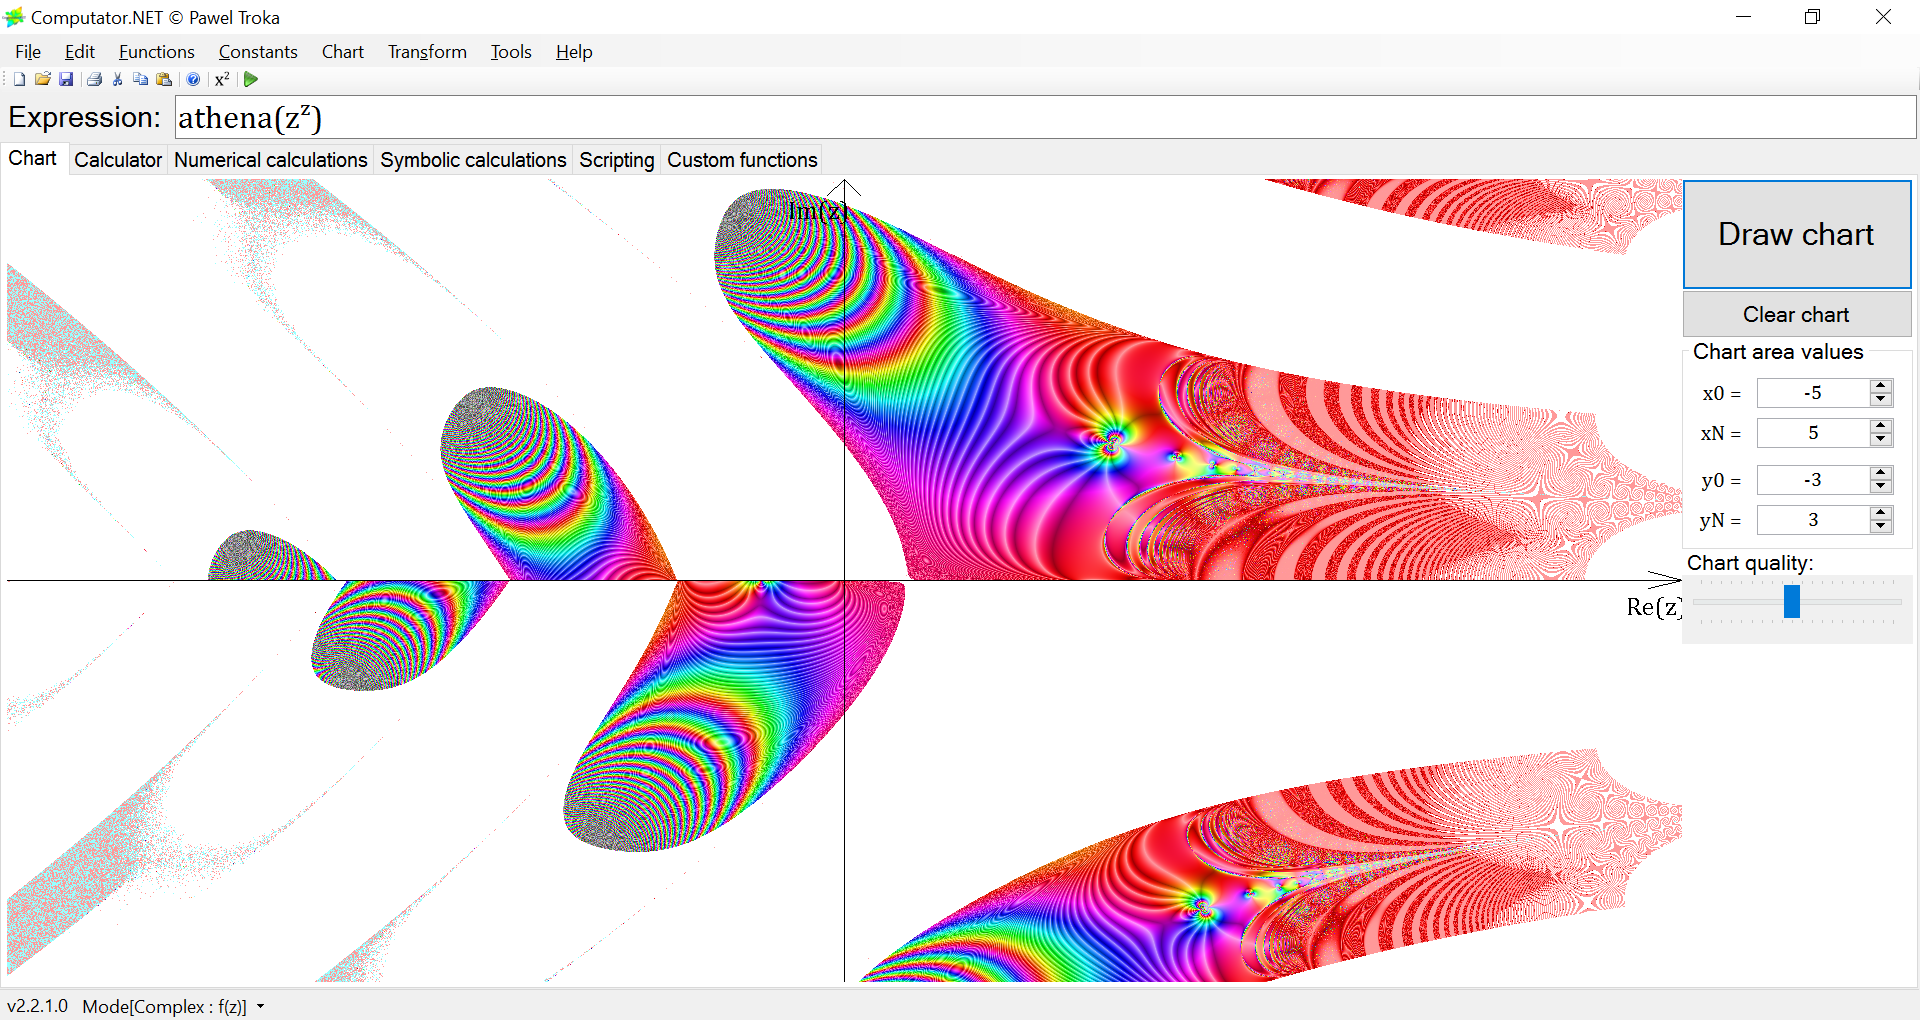 Computator.NET © Pawel Troka
File Edit Functions Constants Chart Transform Tools Help
x²
Expression: athena(zᶻ)
Chart Calculator Numerical calculations Symbolic calculations Scripting Custom functions
Im(z)
Re(z)
Draw chart
Clear chart
Chart area values
x0 = -5
xN = 5
y0 = -3
yN = 3
Chart quality:
v2.2.1.0 Mode[Complex : f(z)]